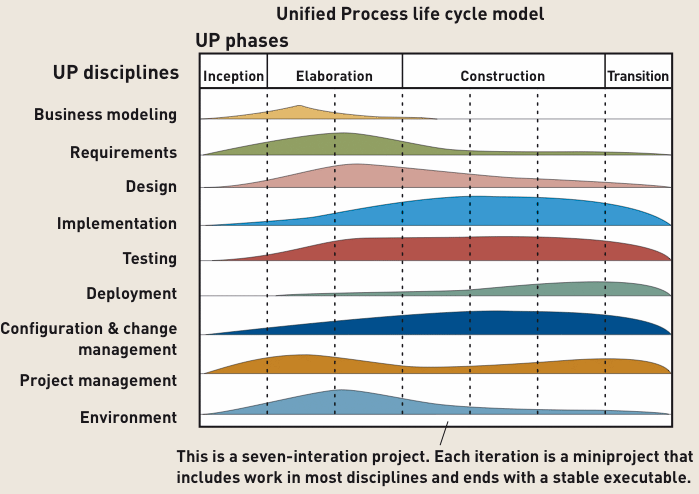 Unified Process life cycle model
UP phases
UP disciplines
Inception
Elaboration
Construction
Transition
Business modeling
Requirements
Design
Implementation
Testing
Deployment
Configuration & change
management
Project management
Environment
This is a seven-interation project. Each iteration is a miniproject that
includes work in most disciplines and ends with a stable executable.